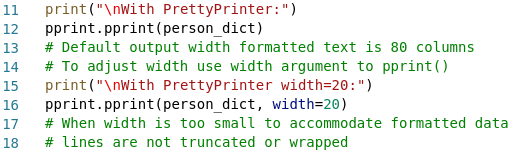 11 print("\nWith PrettyPrinter:")
12 pprint.pprint(person_dict)
13 # Default output width formatted text is 80 columns
14 # To adjust width use width argument to pprint()
15 print("\nWith PrettyPrinter width=20:")
16 pprint.pprint(person_dict, width=20)
17 # When width is too small to accommodate formatted data
18 # lines are not truncated or wrapped